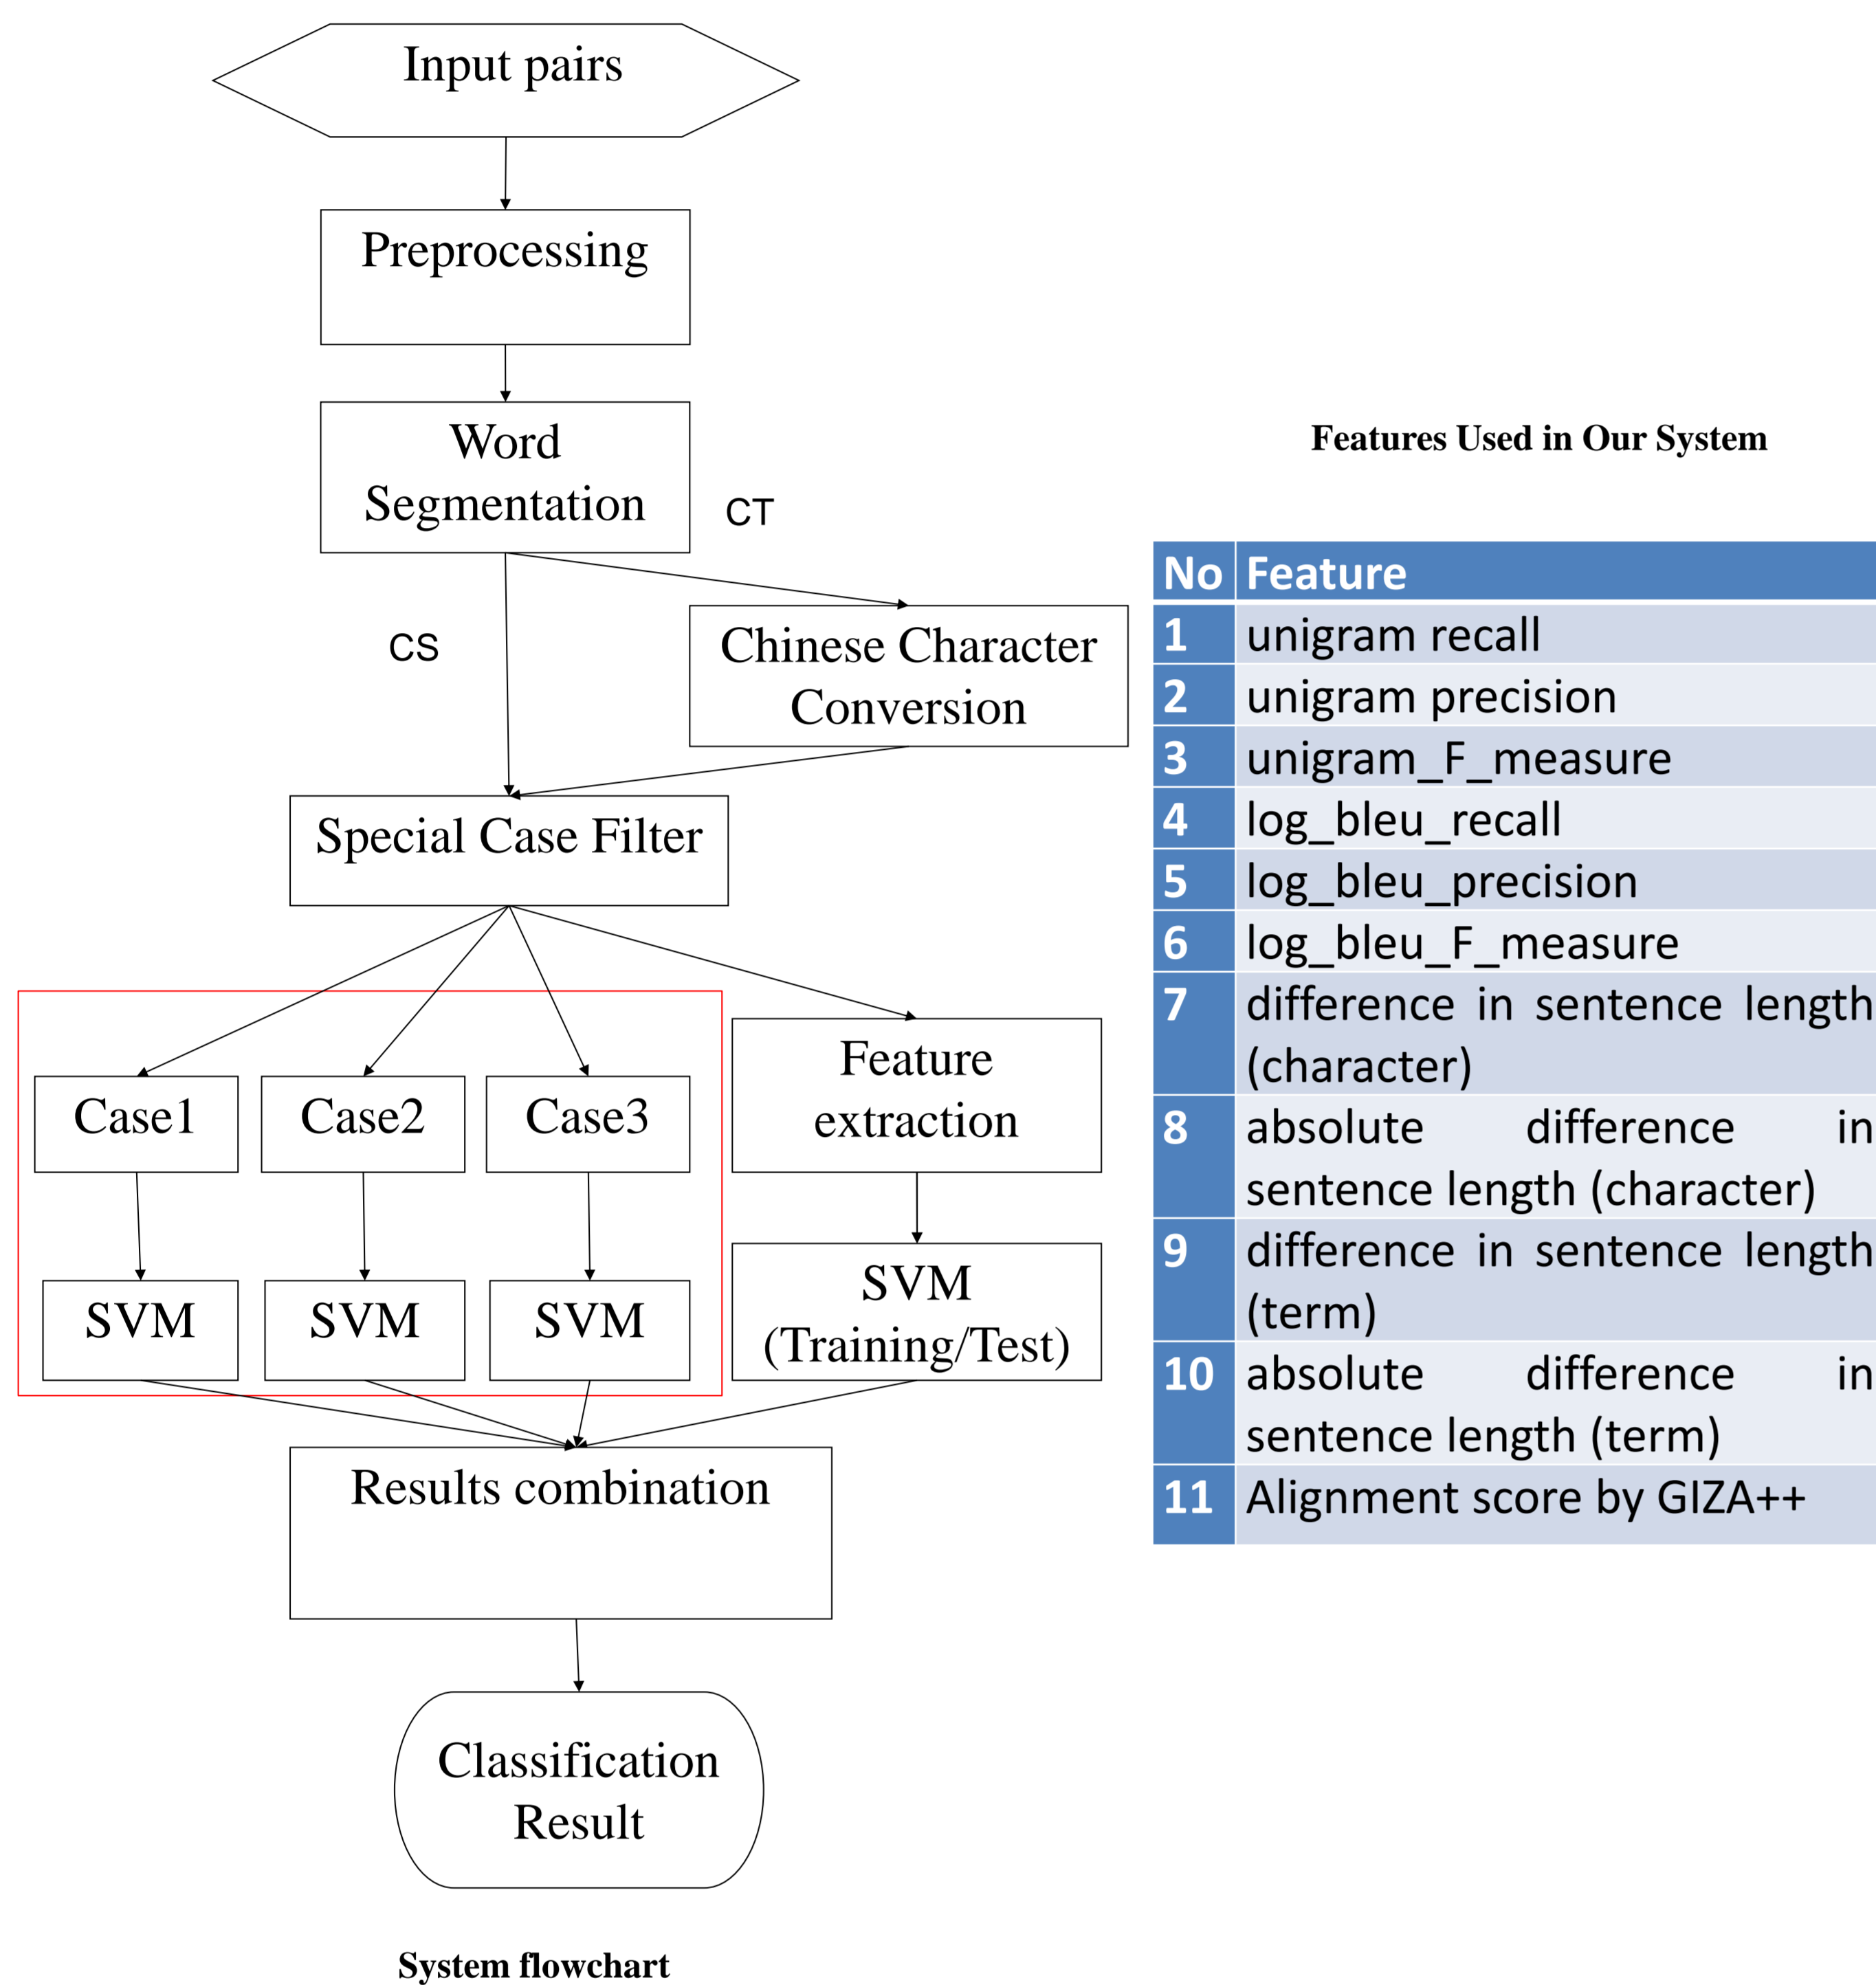 Input pairs
Preprocessing
Word
Segmentation
CT
CS
Chinese Character
Conversion
Special Case Filter
Case1
Case2
Case3
Feature
extraction
SVM
SVM
SVM
SVM
(Training/Test)
Results combination
Classification
Result
System flowchart
Features Used in Our System
No Feature
1 unigram recall
2 unigram precision
3 unigram_F_measure
4 log_bleu_recall
5 log_bleu_precision
6 log_bleu_F_measure
7 difference in sentence length
(character)
8 absolute difference in
sentence length (character)
9 difference in sentence length
(term)
10 absolute difference in
sentence length (term)
11 Alignment score by GIZA++